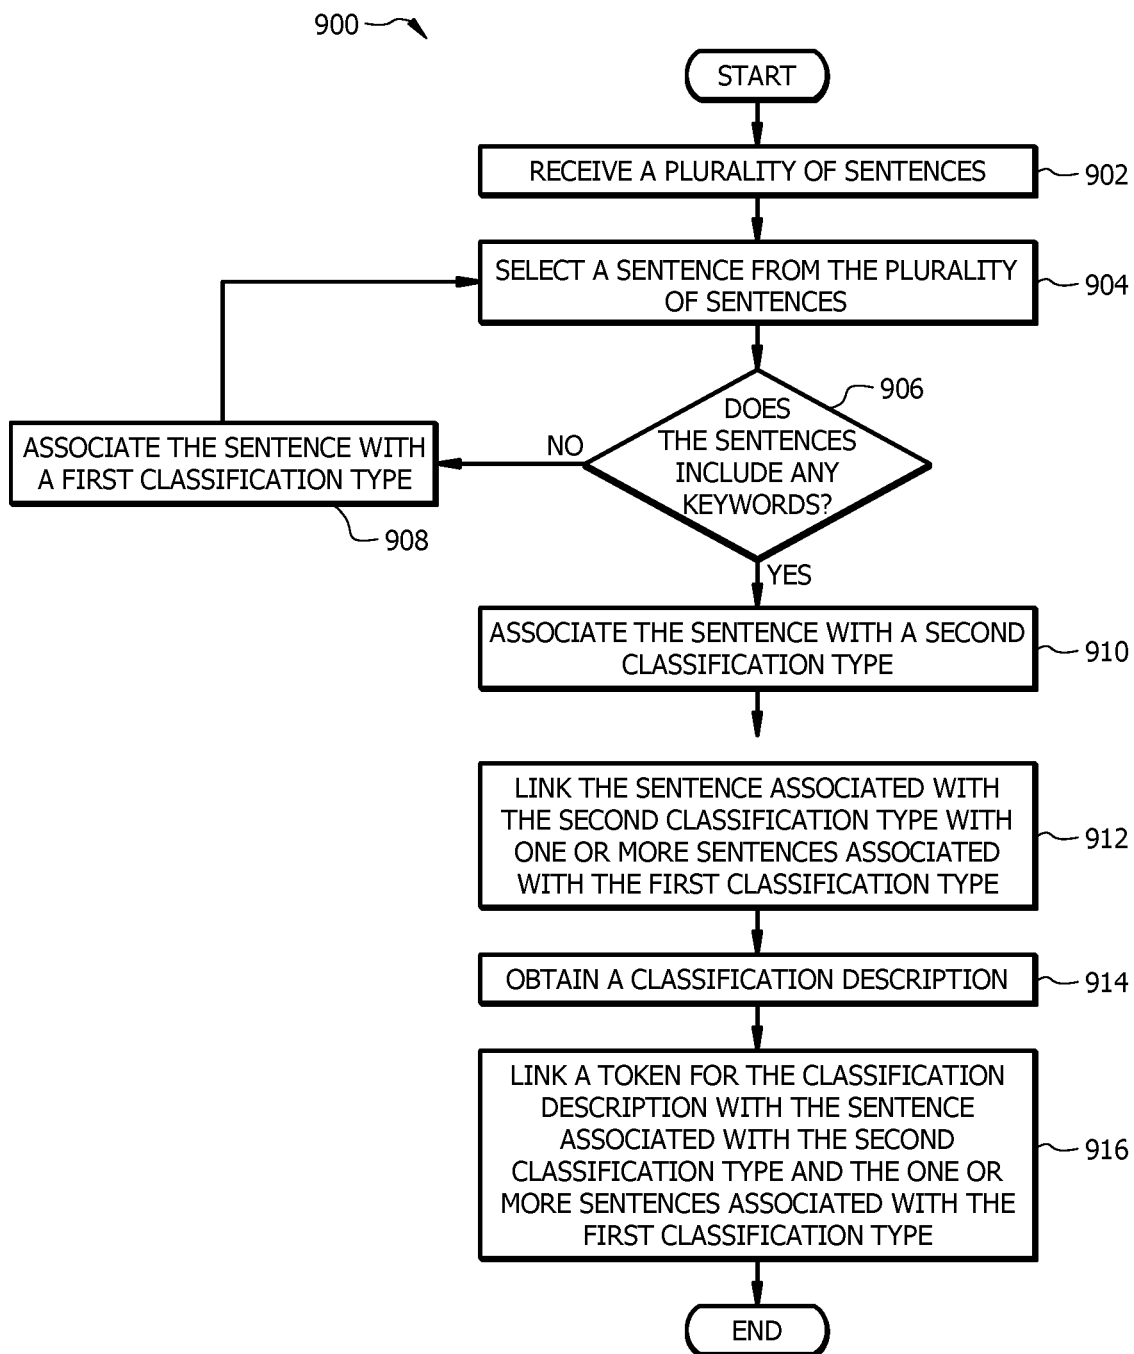 900
START
RECEIVE A PLURALITY OF SENTENCES
902
SELECT A SENTENCE FROM THE PLURALITY
OF SENTENCES
904
906
DOES
THE SENTENCES
INCLUDE ANY
KEYWORDS?
NO
ASSOCIATE THE SENTENCE WITH
A FIRST CLASSIFICATION TYPE
908
YES
ASSOCIATE THE SENTENCE WITH A SECOND
CLASSIFICATION TYPE
910
LINK THE SENTENCE ASSOCIATED WITH
THE SECOND CLASSIFICATION TYPE WITH
ONE OR MORE SENTENCES ASSOCIATED
WITH THE FIRST CLASSIFICATION TYPE
912
OBTAIN A CLASSIFICATION DESCRIPTION
914
LINK A TOKEN FOR THE CLASSIFICATION
DESCRIPTION WITH THE SENTENCE
ASSOCIATED WITH THE SECOND
CLASSIFICATION TYPE AND THE ONE OR
MORE SENTENCES ASSOCIATED WITH THE
FIRST CLASSIFICATION TYPE
916
END